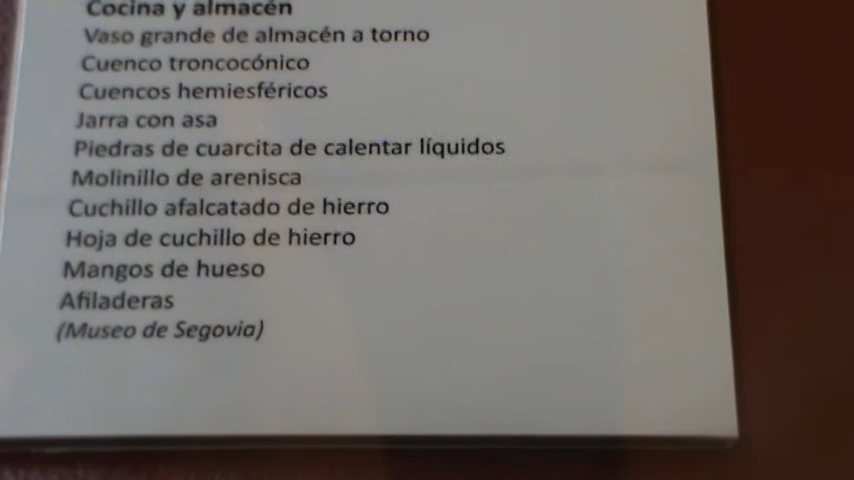 Cocina y almacén
Vaso grande de almacén a torno
Cuenco troncocónico
Cuencos hemiesféricos
Jarra con asa
Piedras de cuarcita de calentar líquidos
Molinillo de arenisca
Cuchillo afalcatado de hierro
Hoja de cuchillo de hierro
Mangos de hueso
Afiladeras
(Museo de Segovia)